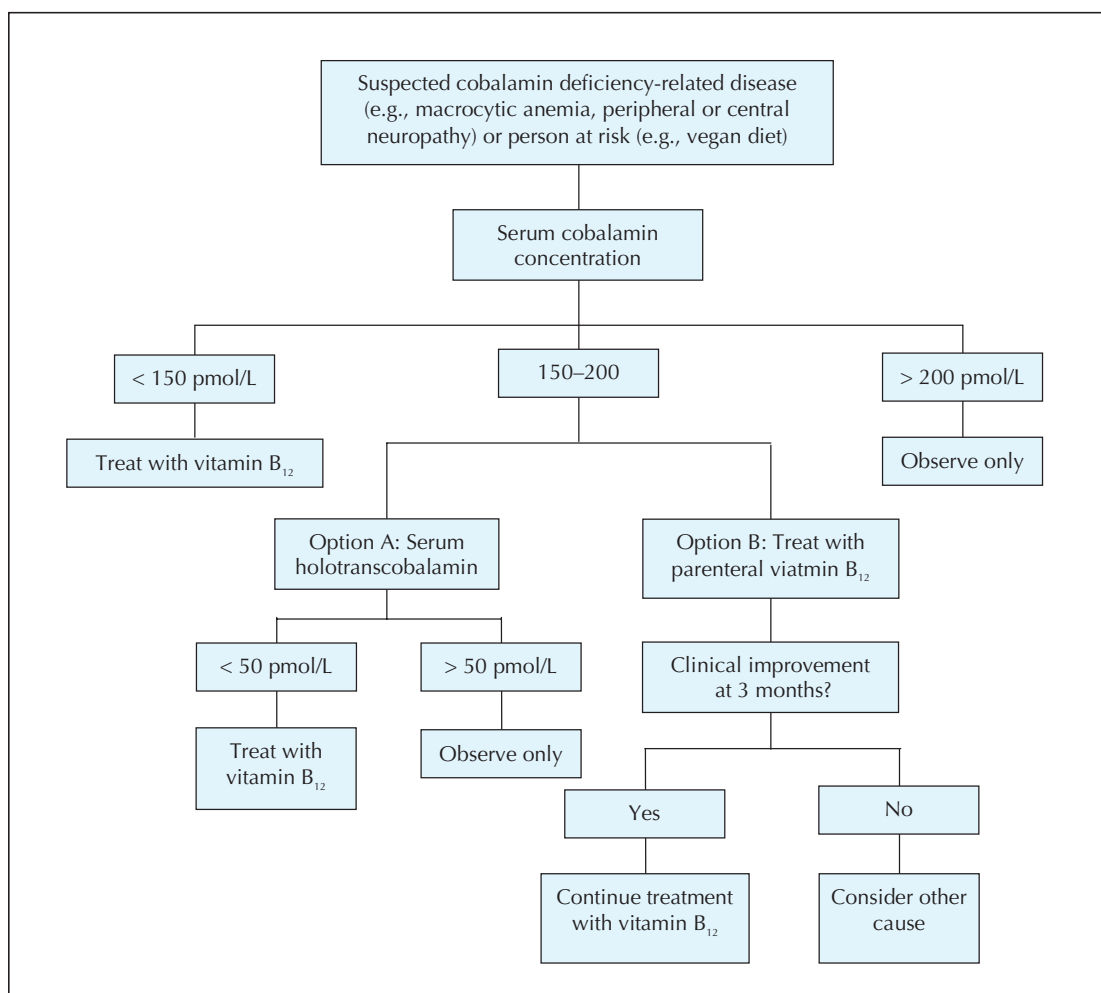 Suspected cobalamin deficiency-related disease
(e.g., macrocytic anemia, peripheral or central
neuropathy) or person at risk (e.g., vegan diet)
Serum cobalamin
concentration
< 150 pmol/L
150–200
> 200 pmol/L
Treat with vitamin B₁₂
Observe only
Option A: Serum
holotranscobalamin
Option B: Treat with
parenteral viatmin B₁₂
< 50 pmol/L
> 50 pmol/L
Clinical improvement
at 3 months?
Treat with
vitamin B₁₂
Observe only
Yes
No
Continue treatment
with vitamin B₁₂
Consider other
cause